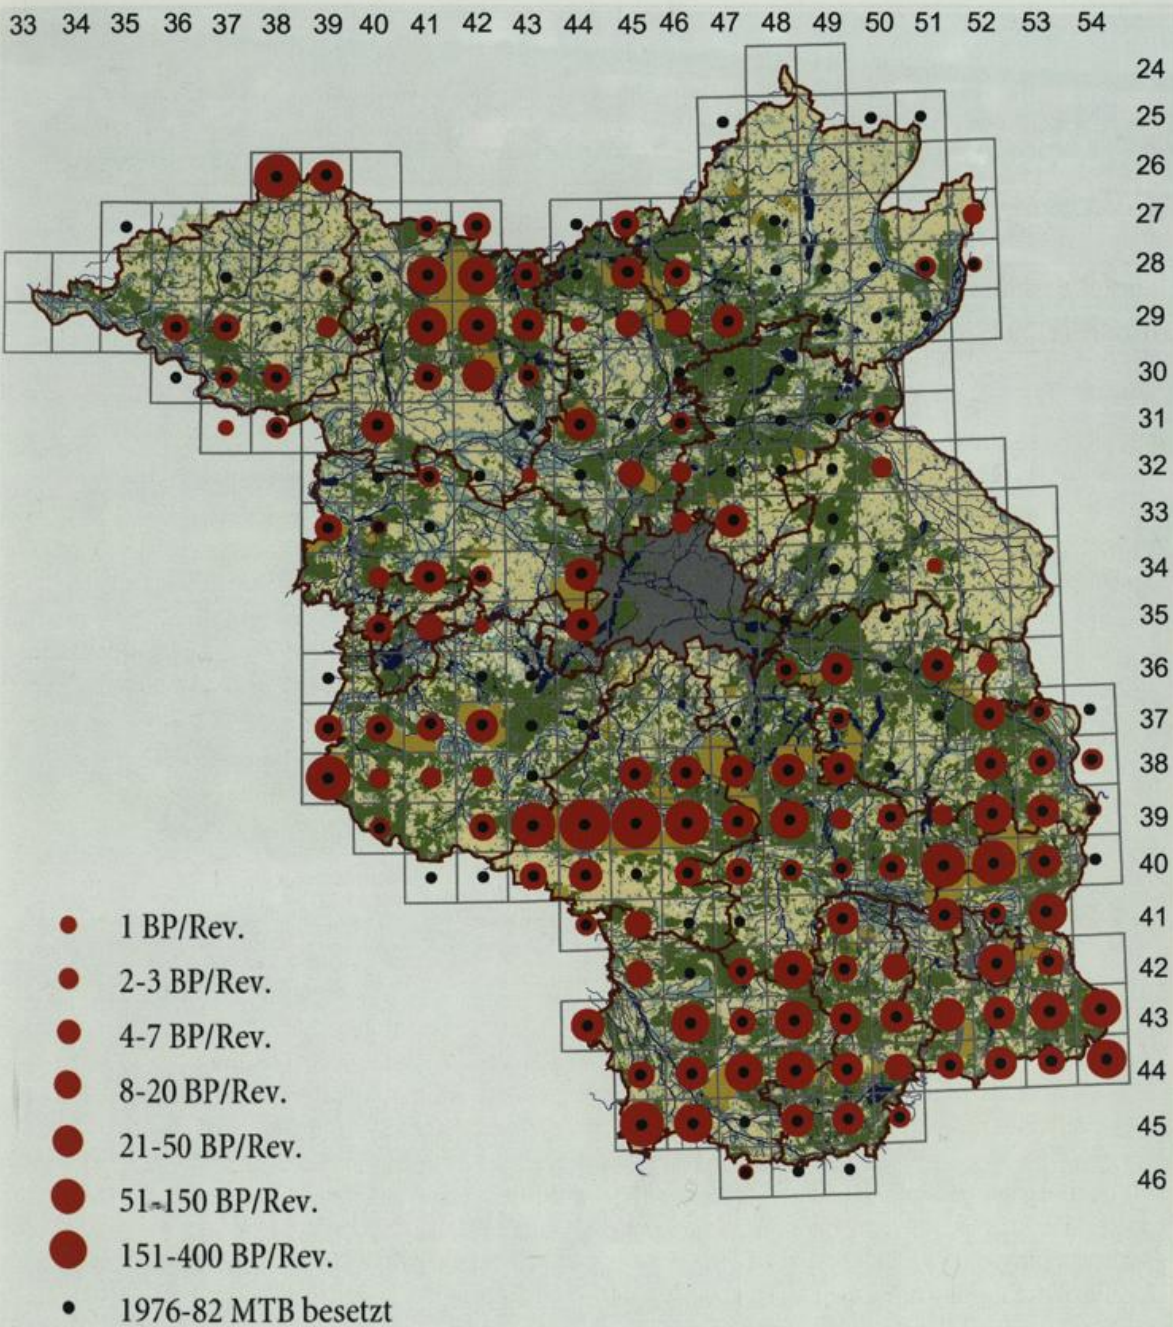 33 34 35 36 37 38 39 40 41 42 43 44 45 46 47 48 49 50 51 52 53 54
24
25
26
27
28
29
30
31
32
33
34
35
36
37
38
39
40
41
42
43
44
45
46
1 BP/Rev.
2-3 BP/Rev.
4-7 BP/Rev.
8-20 BP/Rev.
21-50 BP/Rev.
51-150 BP/Rev.
151-400 BP/Rev.
1976-82 MTB besetzt